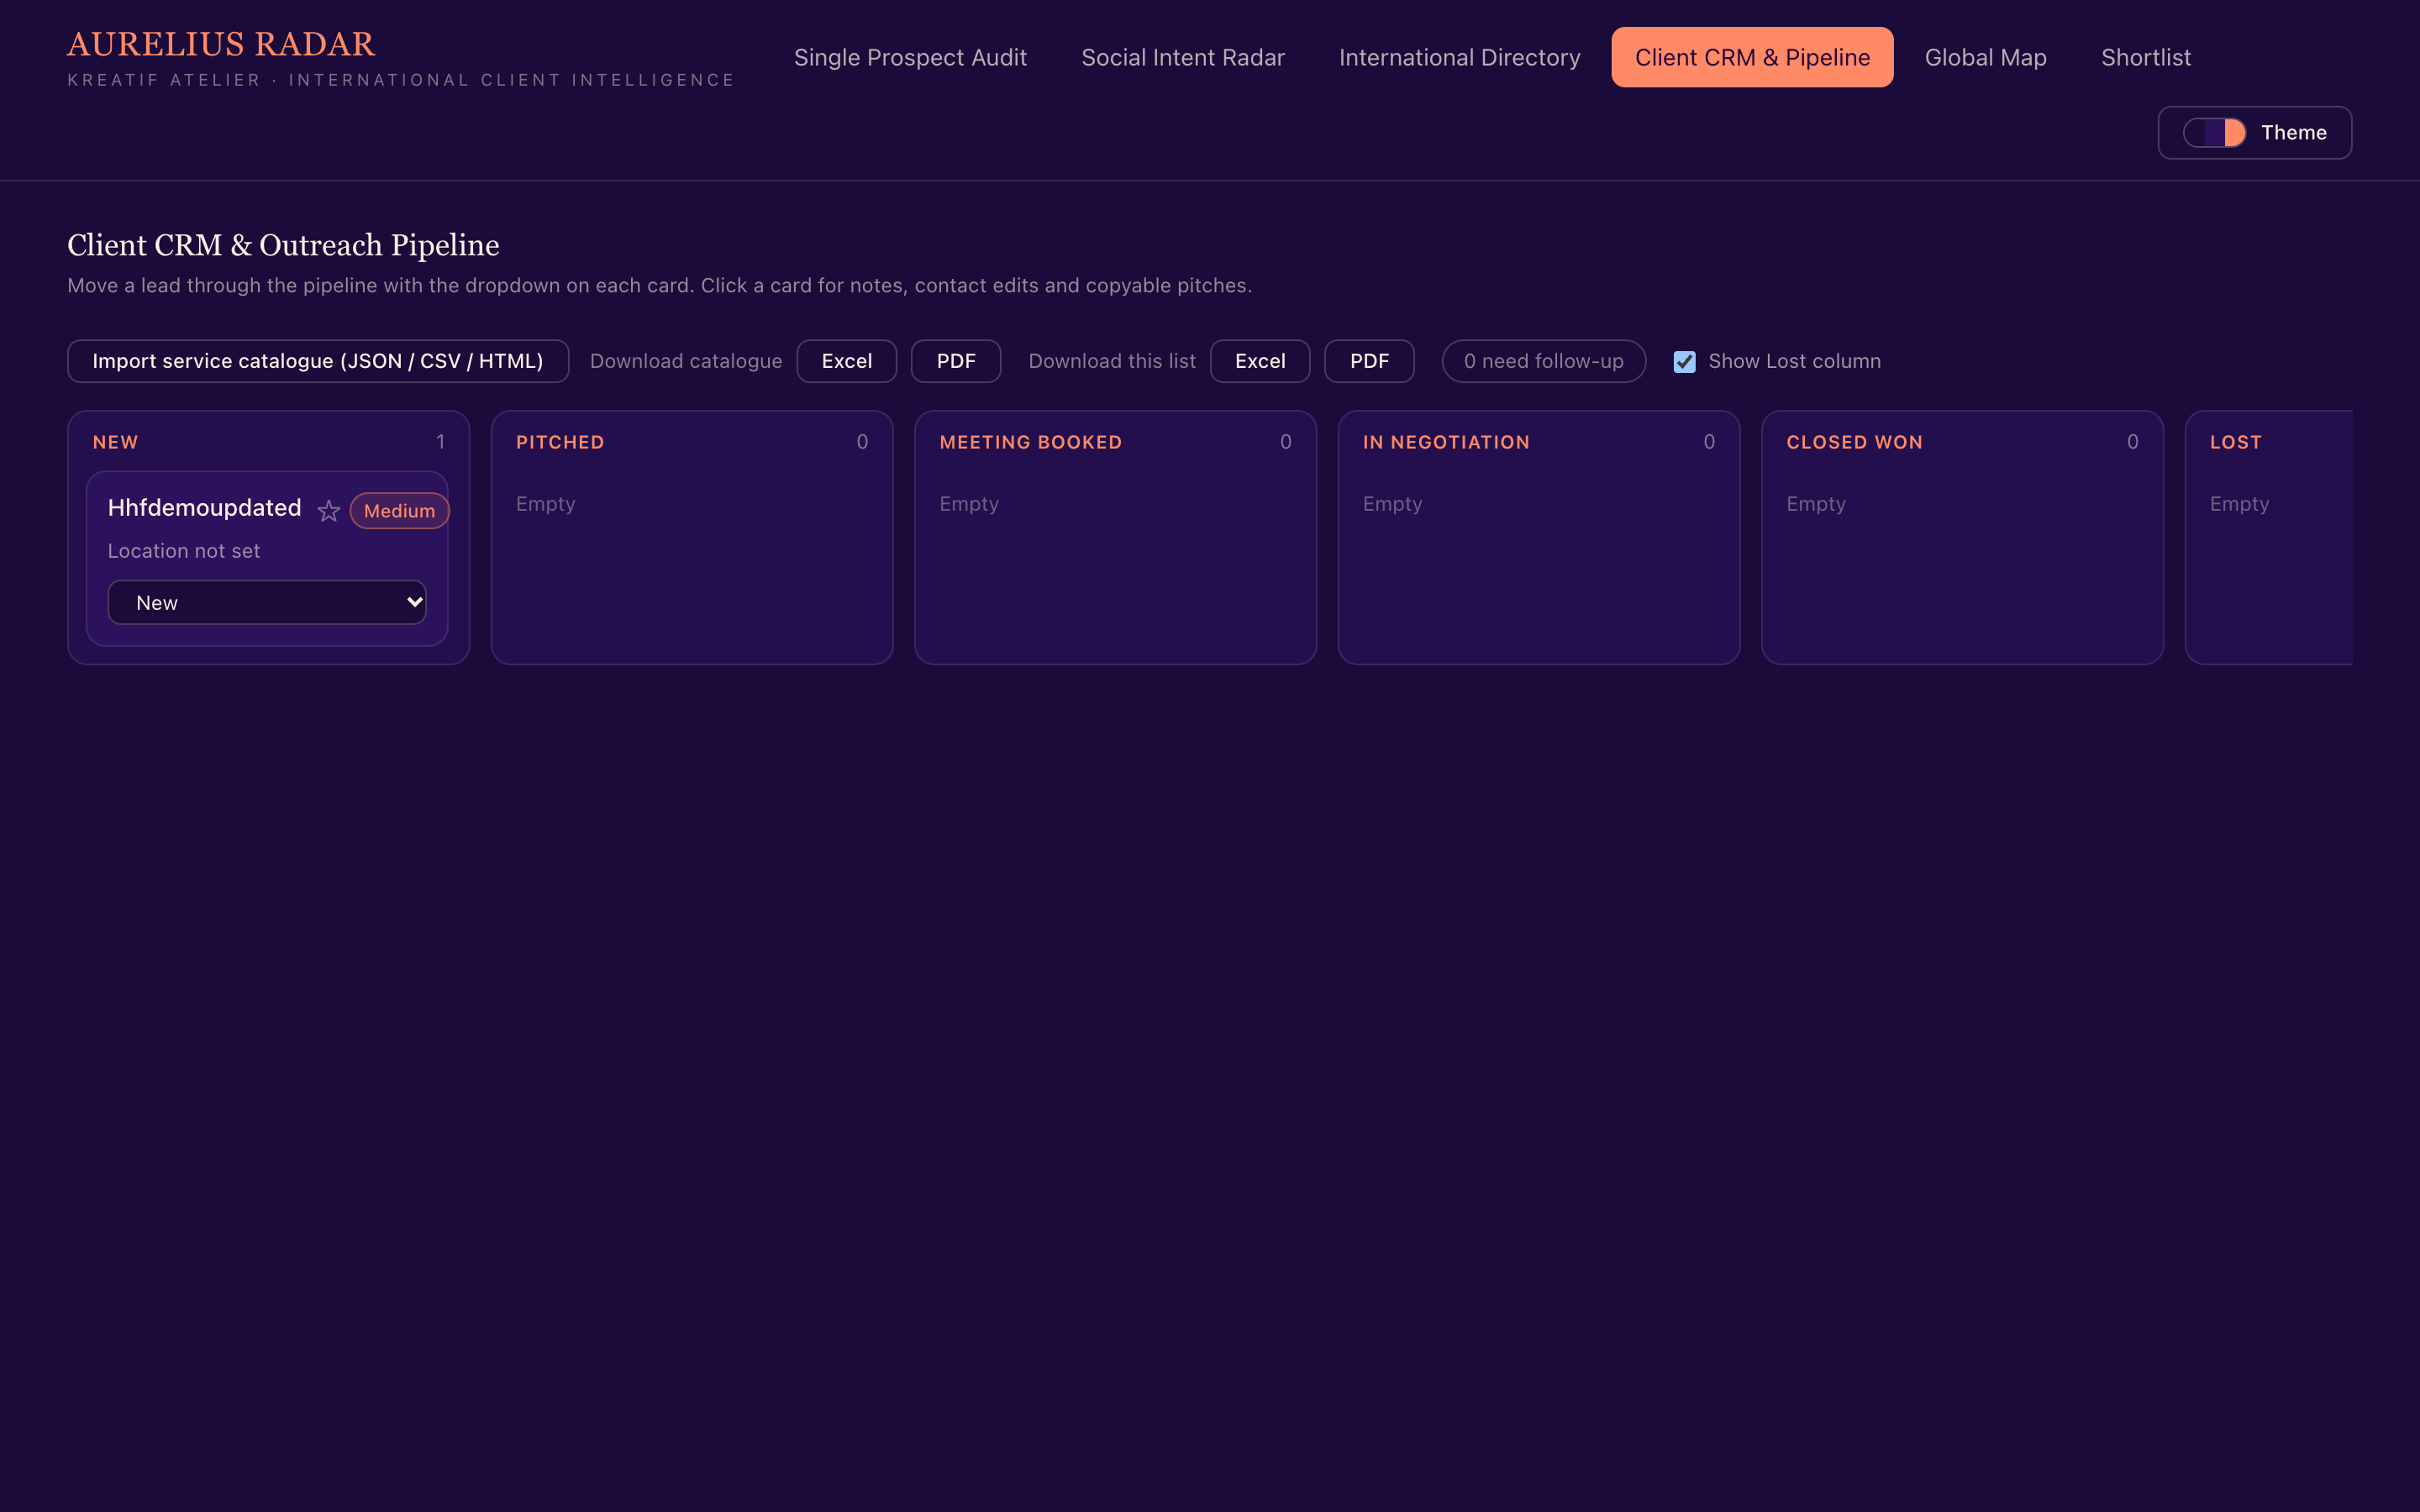 AURELIUS RADAR
KREATIF ATELIER · INTERNATIONAL CLIENT INTELLIGENCE
Single Prospect Audit
Social Intent Radar
International Directory
Client CRM & Pipeline
Global Map
Shortlist
Theme
Client CRM & Outreach Pipeline
Move a lead through the pipeline with the dropdown on each card. Click a card for notes, contact edits and copyable pitches.
Import service catalogue (JSON / CSV / HTML)
Download catalogue
Excel
PDF
Download this list
Excel
PDF
0 need follow-up
Show Lost column
NEW 1
Hhfdemoupdated ☆ Medium
Location not set
New
PITCHED 0
Empty
MEETING BOOKED 0
Empty
IN NEGOTIATION 0
Empty
CLOSED WON 0
Empty
LOST
Empty